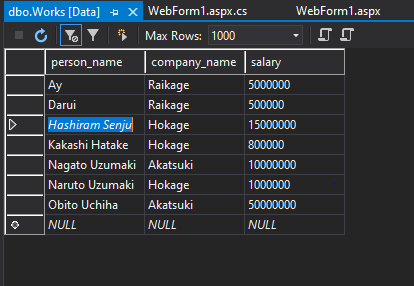 dbo.Works [Data] WebForm1.aspx.cs WebForm1.aspx
Max Rows: 1000
person_name company_name salary
Ay Raikage 5000000
Darui Raikage 500000
Hashiram Senju Hokage 15000000
Kakashi Hatake Hokage 800000
Nagato Uzumaki Akatsuki 10000000
Naruto Uzumaki Hokage 1000000
Obito Uchiha Akatsuki 50000000
NULL NULL NULL